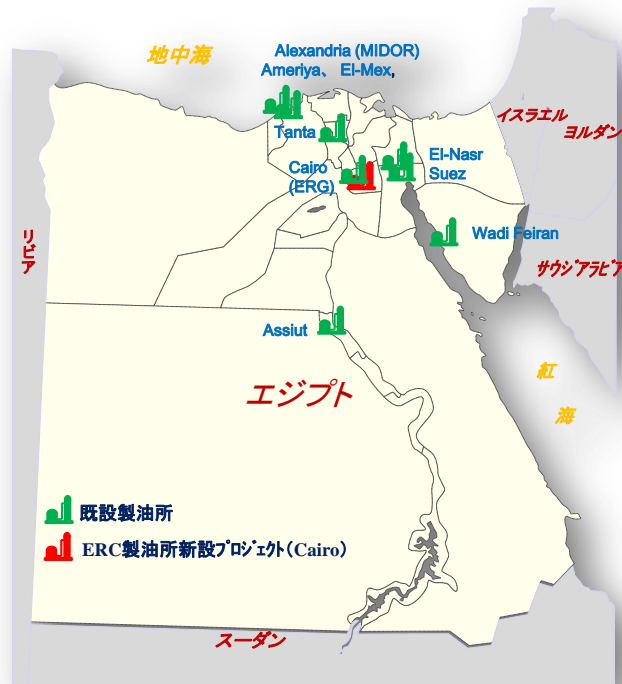 Alexandria (MIDOR)
地中海
Ameriya、 El-Mex,
イスラエル
ヨルダン
Tanta
El-Nasr
Suez
Cairo
(ERG)
リビア
Wadi Feiran
サウジアラビア
Assiut
紅
海
エジプト
既設製油所
ERC製油所新設プロジェクト(Cairo)
スーダン